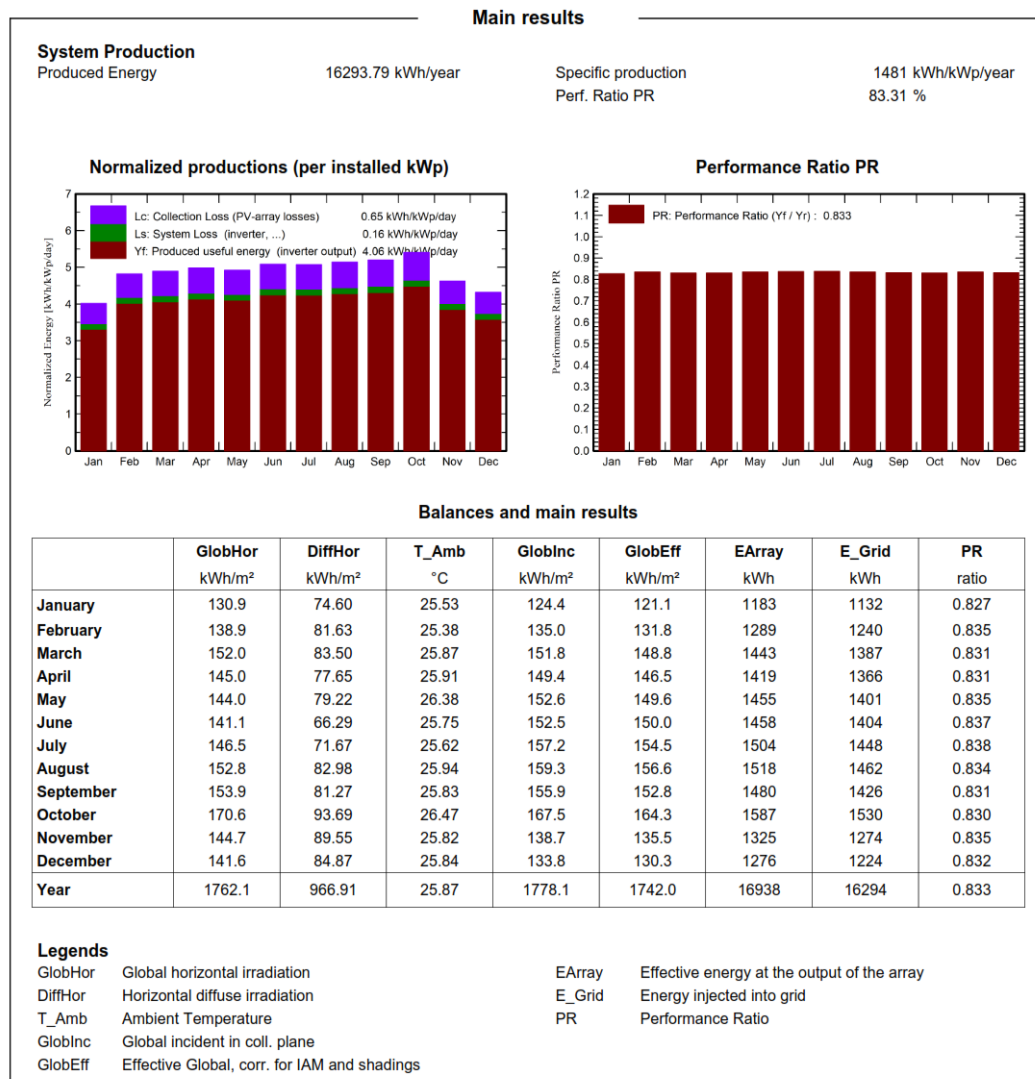 Main results
System Production
Produced Energy 16293.79 kWh/year Specific production 1481 kWh/kWp/year
Perf. Ratio PR 83.31 %
Normalized productions (per installed kWp)
7
6
5
4
3
2
1
0
Normalized Energy [kWh/kWp/day]
Lc: Collection Loss (PV-array losses) 0.65 kWh/kWp/day
Ls: System Loss (inverter, ...) 0.16 kWh/kWp/day
Yf: Produced useful energy (inverter output) 4.06 kWh/kWp/day
Jan Feb Mar Apr May Jun Jul Aug Sep Oct Nov Dec
Performance Ratio PR
1.2
1.1
1.0
0.9
0.8
0.7
0.6
0.5
0.4
0.3
0.2
0.1
0.0
Performance Ratio PR
PR: Performance Ratio (Yf / Yr) : 0.833
Jan Feb Mar Apr May Jun Jul Aug Sep Oct Nov Dec
Balances and main results
GlobHor DiffHor T_Amb GlobInc GlobEff EArray E_Grid PR
kWh/m² kWh/m² °C kWh/m² kWh/m² kWh kWh ratio
January 130.9 74.60 25.53 124.4 121.1 1183 1132 0.827
February 138.9 81.63 25.38 135.0 131.8 1289 1240 0.835
March 152.0 83.50 25.87 151.8 148.8 1443 1387 0.831
April 145.0 77.65 25.91 149.4 146.5 1419 1366 0.831
May 144.0 79.22 26.38 152.6 149.6 1455 1401 0.835
June 141.1 66.29 25.75 152.5 150.0 1458 1404 0.837
July 146.5 71.67 25.62 157.2 154.5 1504 1448 0.838
August 152.8 82.98 25.94 159.3 156.6 1518 1462 0.834
September 153.9 81.27 25.83 155.9 152.8 1480 1426 0.831
October 170.6 93.69 26.47 167.5 164.3 1587 1530 0.830
November 144.7 89.55 25.82 138.7 135.5 1325 1274 0.835
December 141.6 84.87 25.84 133.8 130.3 1276 1224 0.832
Year 1762.1 966.91 25.87 1778.1 1742.0 16938 16294 0.833
Legends
GlobHor Global horizontal irradiation
DiffHor Horizontal diffuse irradiation
T_Amb Ambient Temperature
GlobInc Global incident in coll. plane
GlobEff Effective Global, corr. for IAM and shadings
EArray Effective energy at the output of the array
E_Grid Energy injected into grid
PR Performance Ratio